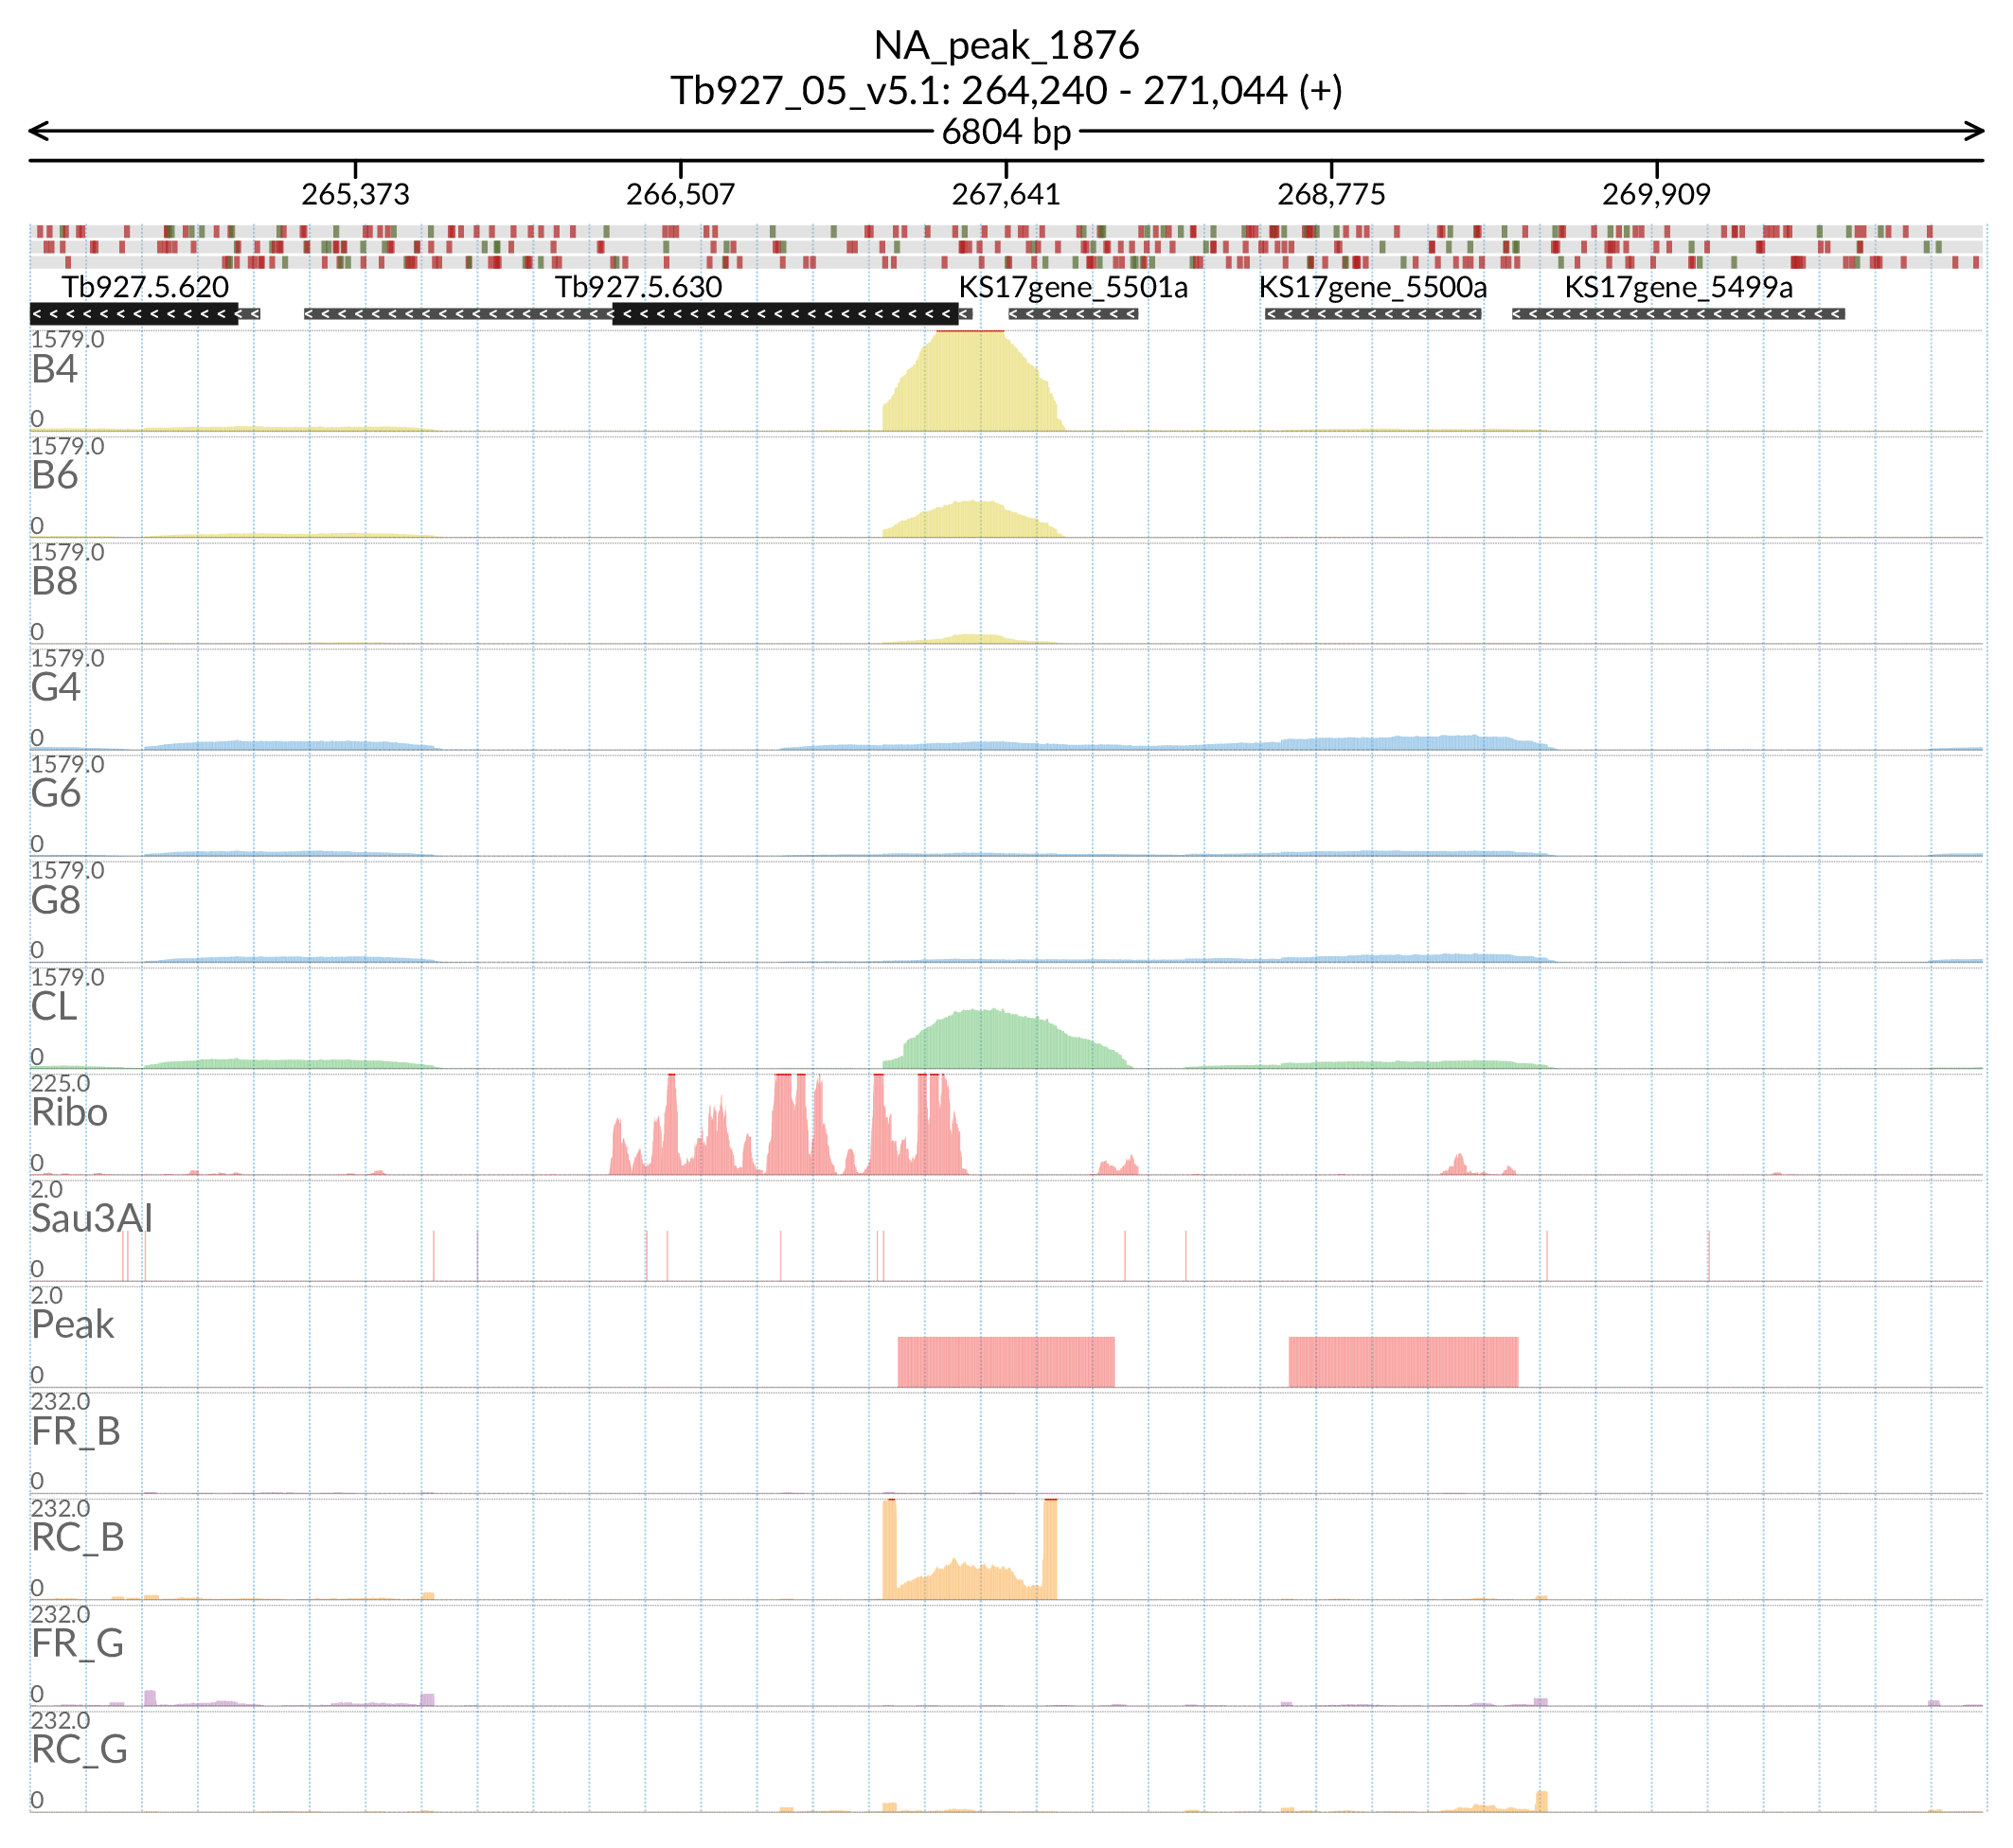 NA_peak_1876
Tb927_05_v5.1: 264,240 - 271,044 (+)
6804 bp
265,373 266,507 267,641 268,775 269,909
Tb927.5.620 Tb927.5.630 KS17gene_5501a KS17gene_5500a KS17gene_5499a
1579.0
B4
0
1579.0
B6
0
1579.0
B8
0
1579.0
G4
0
1579.0
G6
0
1579.0
G8
0
1579.0
CL
0
225.0
Ribo
0
2.0
Sau3AI
0
2.0
Peak
0
232.0
FR_B
0
232.0
RC_B
0
232.0
FR_G
0
232.0
RC_G
0